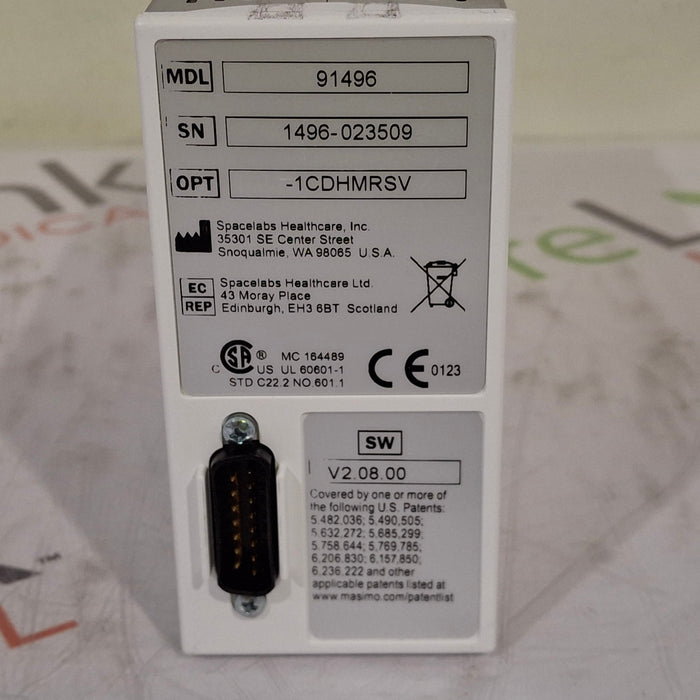 MDL 91496
SN 1496-023509
OPT -1CDHMRSV
Spacelabs Healthcare, Inc.
35301 SE Center Street
Snoqualmie, WA 98065 U.S.A.
EC REP
Spacelabs Healthcare Ltd.
43 Moray Place
Edinburgh, EH3 6BT Scotland
CSA ® MC 164489
C US UL 60601-1
STD C22.2 NO.601.1
CE 0123
SW
V2.08.00
Covered by one or more of
the following U.S. Patents:
5,482,036; 5,490,505;
5,632,272; 5,685,299;
5,758,644; 5,769,785;
6,206,830; 6,157,850;
6,236,222 and other
applicable patents listed at
www.masimo.com/patentlist
TM